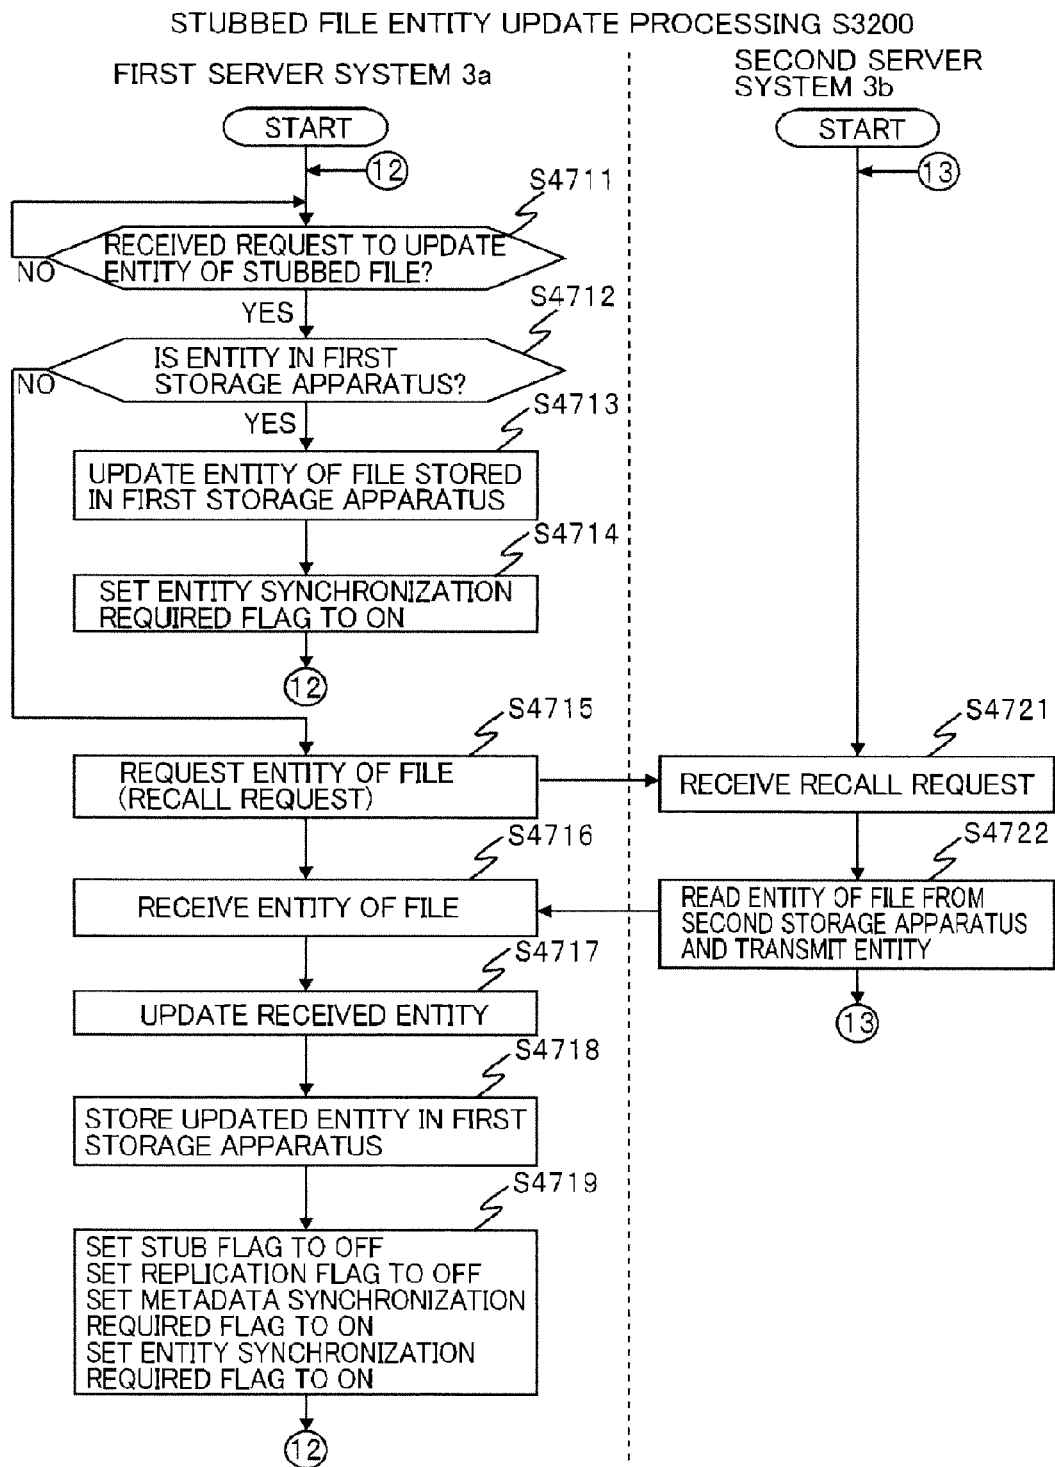 STUBBED FILE ENTITY UPDATE PROCESSING S3200
FIRST SERVER SYSTEM 3a
SECOND SERVER
SYSTEM 3b
START
START
12
13
S4711
RECEIVED REQUEST TO UPDATE
ENTITY OF STUBBED FILE?
NO
YES
S4712
IS ENTITY IN FIRST
STORAGE APPARATUS?
NO
YES
S4713
UPDATE ENTITY OF FILE STORED
IN FIRST STORAGE APPARATUS
S4714
SET ENTITY SYNCHRONIZATION
REQUIRED FLAG TO ON
12
S4715
REQUEST ENTITY OF FILE
(RECALL REQUEST)
S4721
RECEIVE RECALL REQUEST
S4716
RECEIVE ENTITY OF FILE
S4722
READ ENTITY OF FILE FROM
SECOND STORAGE APPARATUS
AND TRANSMIT ENTITY
13
S4717
UPDATE RECEIVED ENTITY
S4718
STORE UPDATED ENTITY IN FIRST
STORAGE APPARATUS
S4719
SET STUB FLAG TO OFF
SET REPLICATION FLAG TO OFF
SET METADATA SYNCHRONIZATION
REQUIRED FLAG TO ON
SET ENTITY SYNCHRONIZATION
REQUIRED FLAG TO ON
12